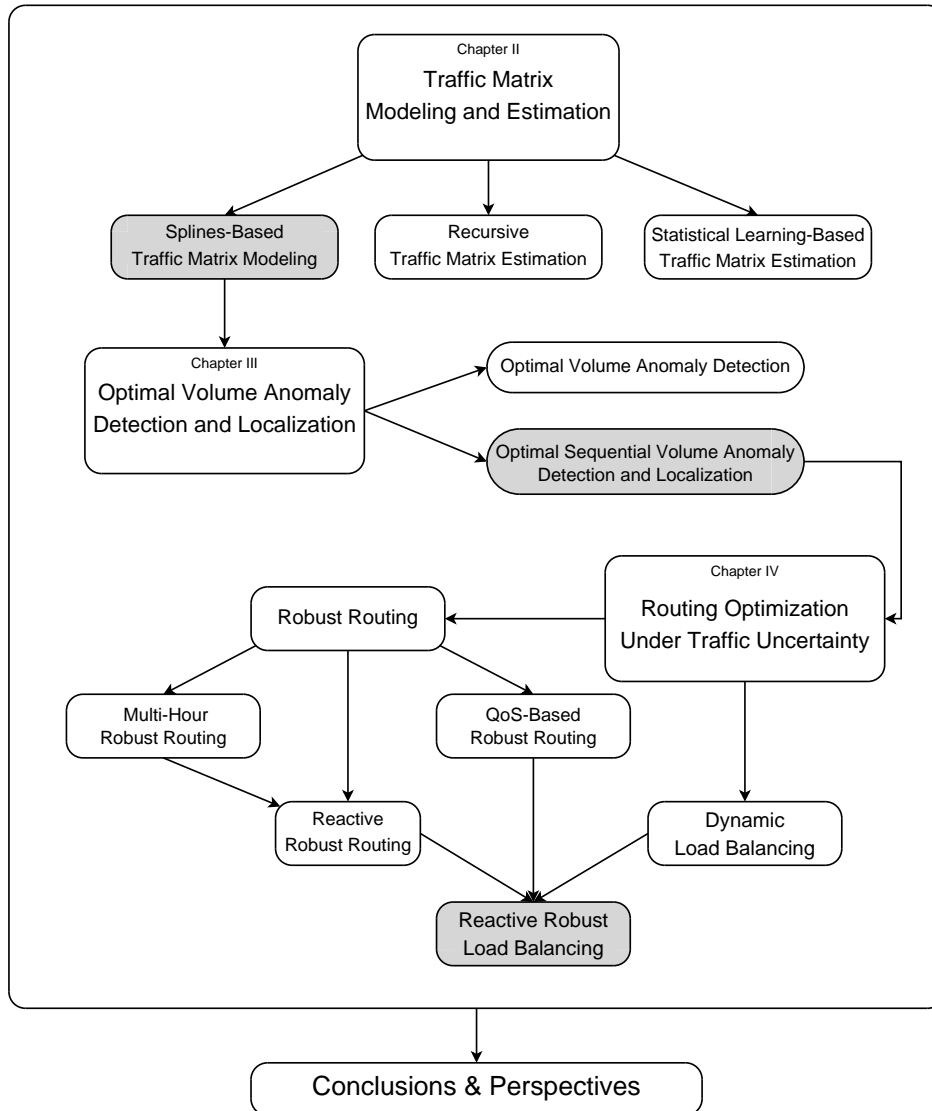 Chapter II
Traffic Matrix
Modeling and Estimation
Splines-Based
Traffic Matrix Modeling
Recursive
Traffic Matrix Estimation
Statistical Learning-Based
Traffic Matrix Estimation
Chapter III
Optimal Volume Anomaly
Detection and Localization
Optimal Volume Anomaly Detection
Optimal Sequential Volume Anomaly
Detection and Localization
Chapter IV
Routing Optimization
Under Traffic Uncertainty
Robust Routing
Multi-Hour
Robust Routing
QoS-Based
Robust Routing
Reactive
Robust Routing
Dynamic
Load Balancing
Reactive Robust
Load Balancing
Conclusions & Perspectives